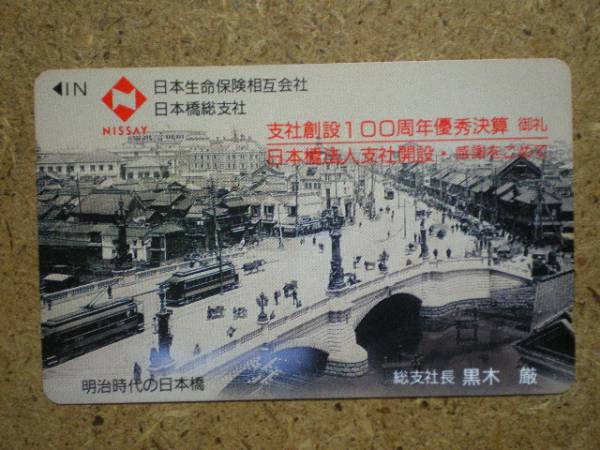 ◀IN
NISSAY
日本生命保険相互会社
日本橋総支社
支社創設100周年優秀決算 御礼
日本橋法人支社開設・感謝をこめて
明治時代の日本橋
総支社長 黒木 厳